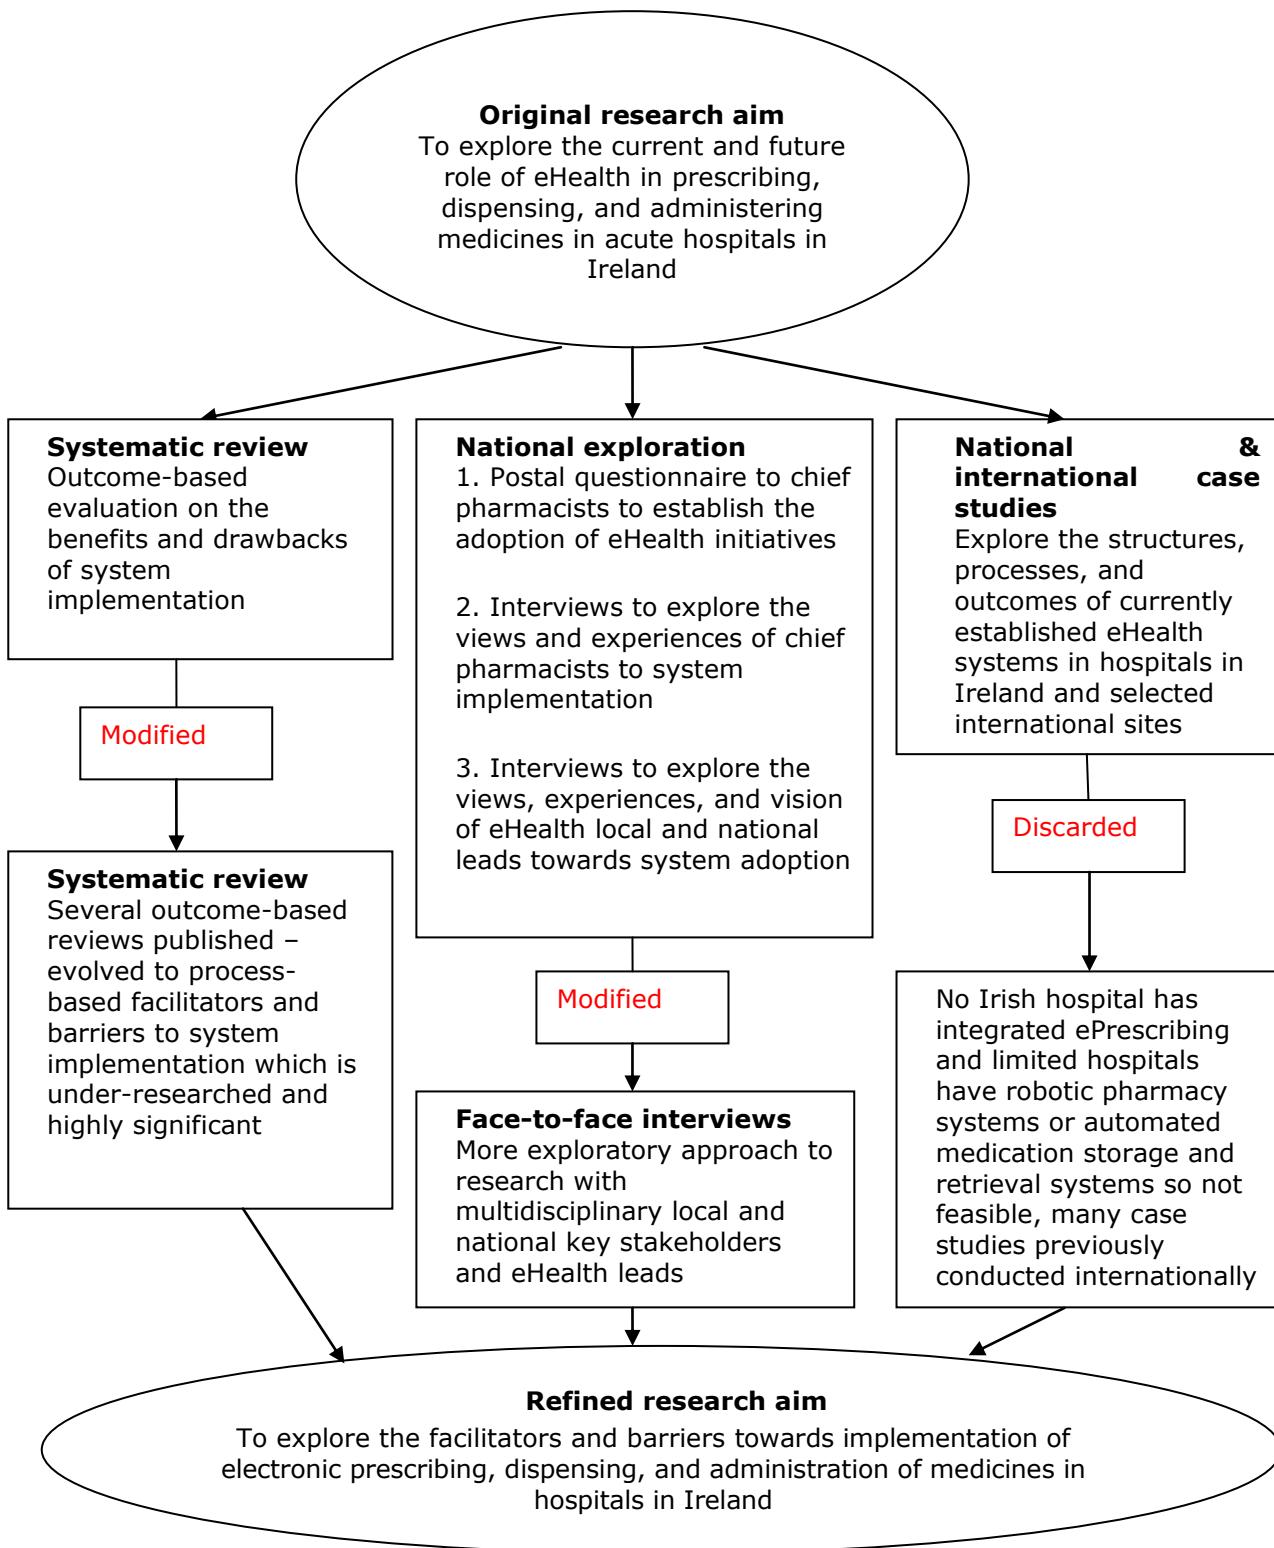 Original research aim
To explore the current and future
role of eHealth in prescribing,
dispensing, and administering
medicines in acute hospitals in
Ireland
Systematic review
Outcome-based
evaluation on the
benefits and drawbacks
of system
implementation
Modified
Systematic review
Several outcome-based
reviews published –
evolved to process-
based facilitators and
barriers to system
implementation which is
under-researched and
highly significant
National exploration
1. Postal questionnaire to chief
pharmacists to establish the
adoption of eHealth initiatives
2. Interviews to explore the
views and experiences of chief
pharmacists to system
implementation
3. Interviews to explore the
views, experiences, and vision
of eHealth local and national
leads towards system adoption
Modified
Face-to-face interviews
More exploratory approach to
research with
multidisciplinary local and
national key stakeholders
and eHealth leads
National &
international case
studies
Explore the structures,
processes, and
outcomes of currently
established eHealth
systems in hospitals in
Ireland and selected
international sites
Discarded
No Irish hospital has
integrated ePrescribing
and limited hospitals
have robotic pharmacy
systems or automated
medication storage and
retrieval systems so not
feasible, many case
studies previously
conducted internationally
Refined research aim
To explore the facilitators and barriers towards implementation of
electronic prescribing, dispensing, and administration of medicines in
hospitals in Ireland